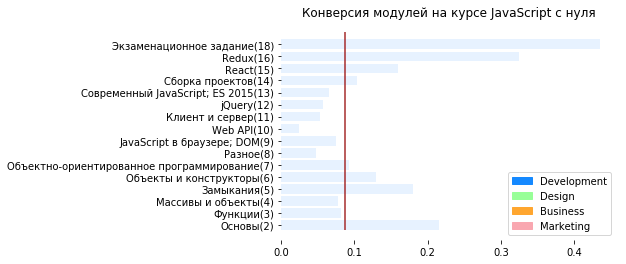 Конверсия модулей на курсе JavaScript с нуля
Экзаменационное задание(18)
Redux(16)
React(15)
Сборка проектов(14)
Современный JavaScript; ES 2015(13)
jQuery(12)
Клиент и сервер(11)
Web API(10)
JavaScript в браузере; DOM(9)
Разное(8)
Объектно-ориентированное программирование(7)
Объекты и конструкторы(6)
Замыкания(5)
Массивы и объекты(4)
Функции(3)
Основы(2)
Development
Design
Business
Marketing
0.0 0.1 0.2 0.3 0.4